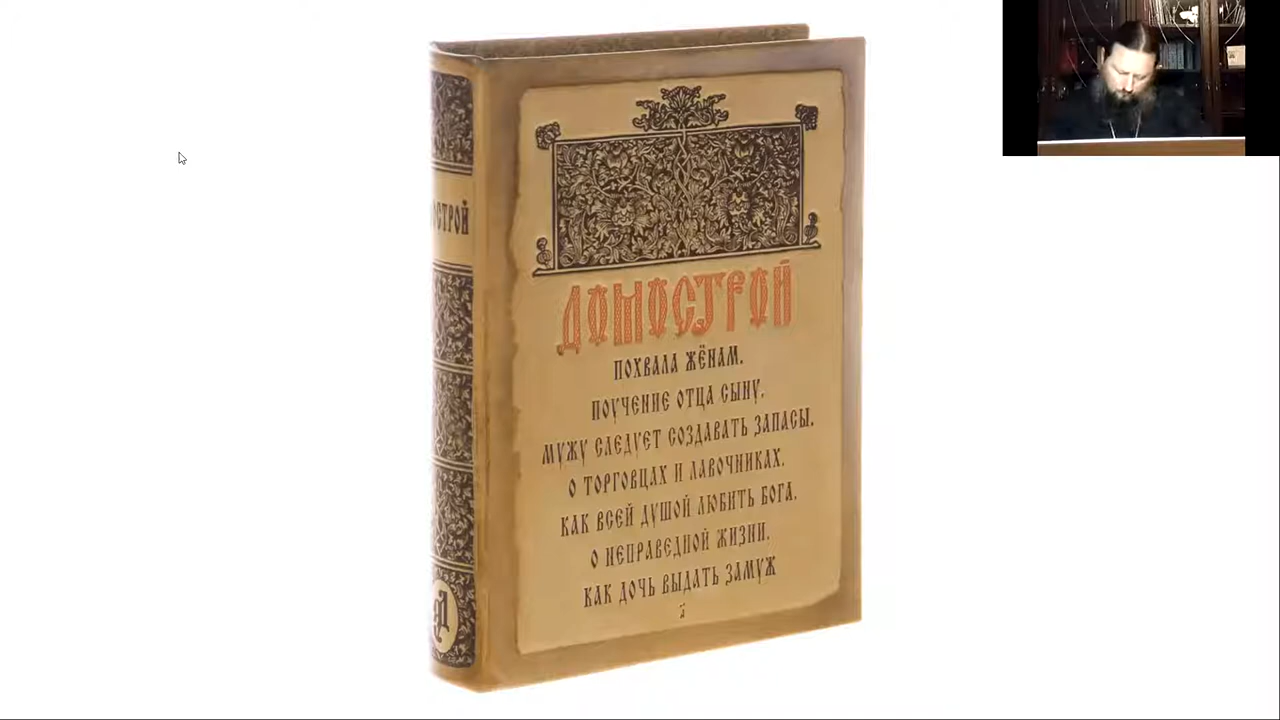 ОСТРОЙ
ДОМОСТРОЙ
ПОХВАЛА ЖЁНАМ.
ПОУЧЕНИЕ ОТЦА СЫНУ.
МУЖУ СЛЕДУЕТ СОЗДАВАТЬ ЗАПАСЫ.
О ТОРГОВЦАХ И ЛАВОЧНИКАХ.
КАК ВСЕЙ ДУШОЙ ЛЮБИТЬ БОГА.
О НЕПРАВЕДНОЙ ЖИЗНИ.
КАК ДОЧЬ ВЫДАТЬ ЗАМУЖ